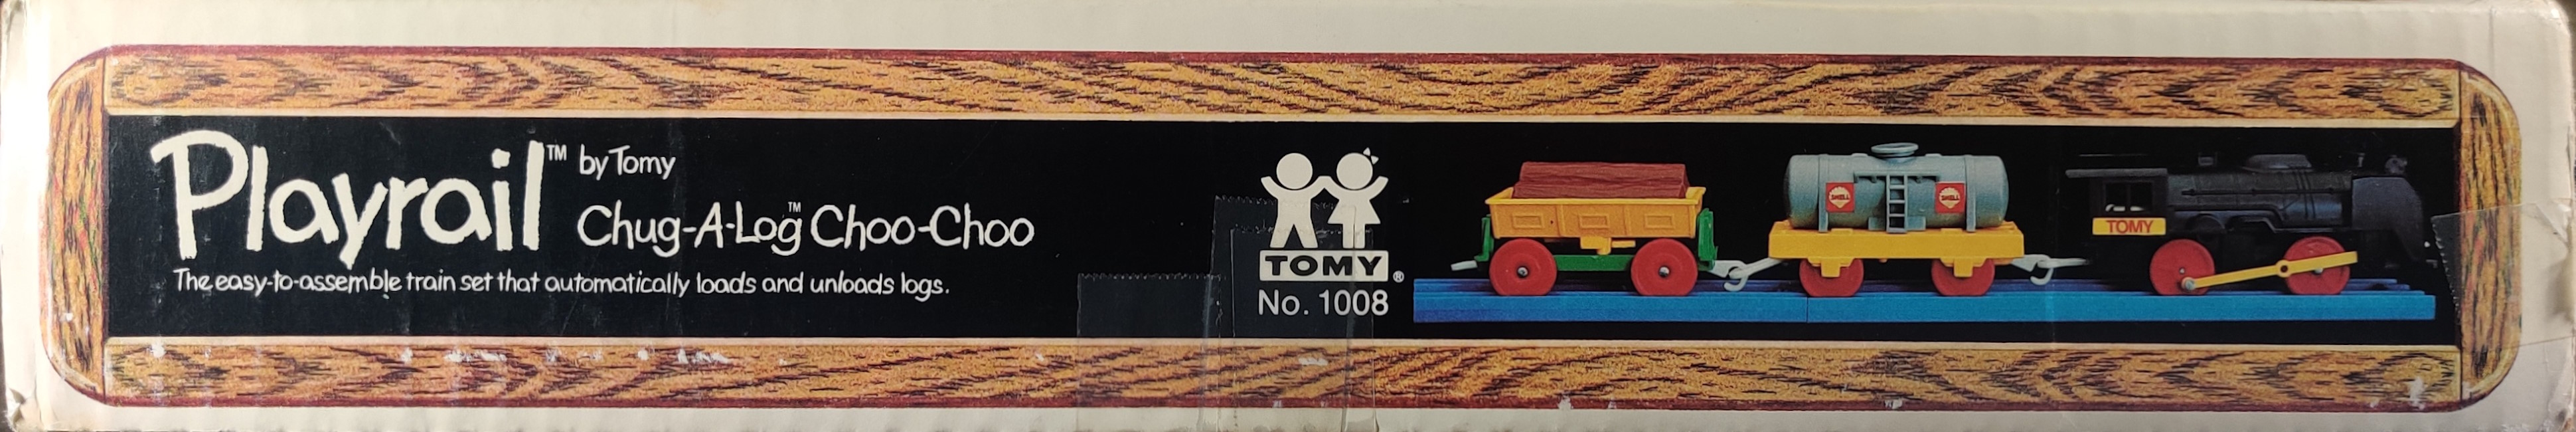 Playrail™ by Tomy
Chug-A-Log™ Choo-Choo
The easy-to-assemble train set that automatically loads and unloads logs.
TOMY®
No. 1008
SHELL SHELL
TOMY